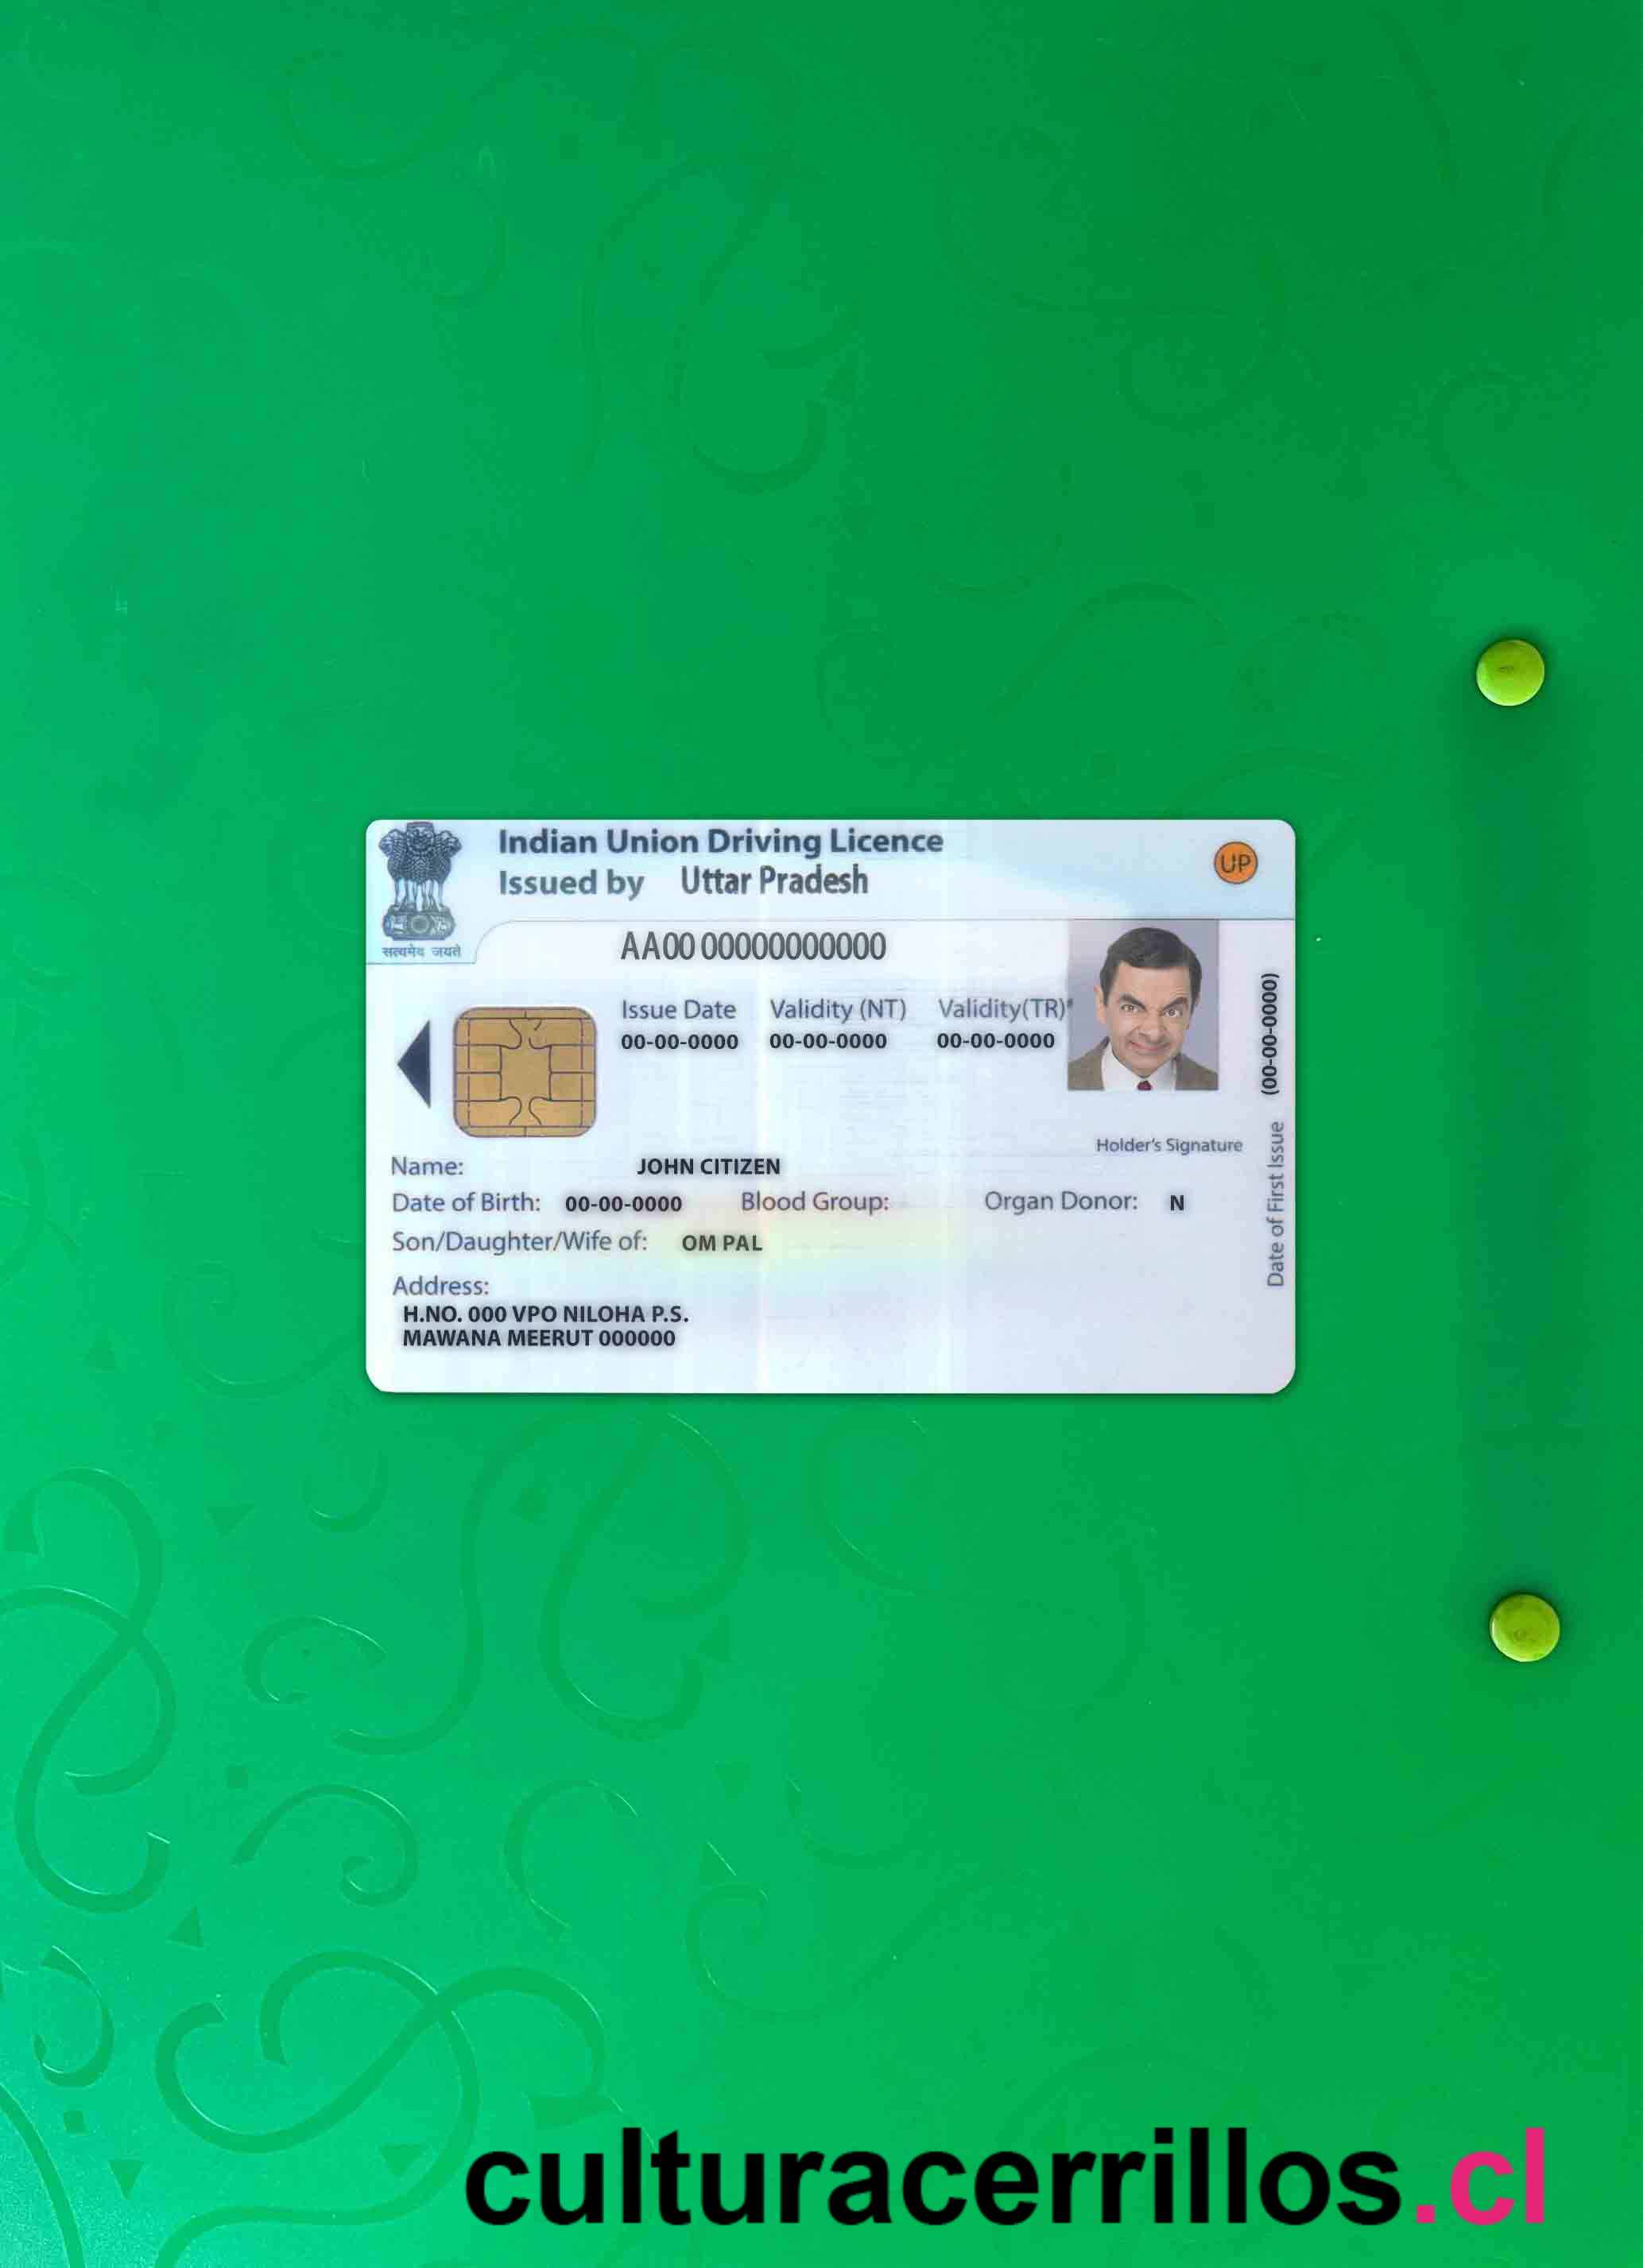 Indian Union Driving Licence
Issued by Uttar Pradesh
UP
सत्यमेव जयते
AA00 00000000000
Issue Date Validity (NT) Validity(TR)*
00-00-0000 00-00-0000 00-00-0000
Holder's Signature
Date of First Issue (00-00-0000)
Name: JOHN CITIZEN
Date of Birth: 00-00-0000 Blood Group: Organ Donor: N
Son/Daughter/Wife of: OM PAL
Address:
H.NO. 000 VPO NILOHA P.S.
MAWANA MEERUT 000000
culturacerrillos.cl